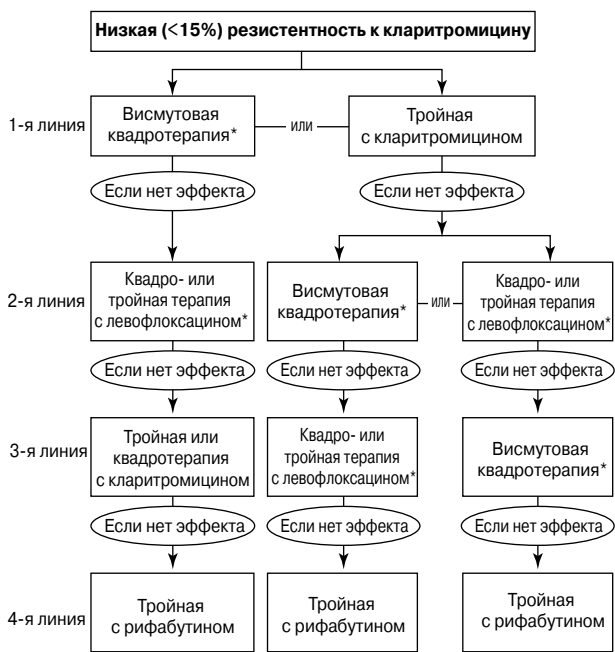 Низкая (<15%) резистентность к кларитромицину
1-я линия
Висмутовая
квадротерапия*
или
Тройная
с кларитромицином
Если нет эффекта
Если нет эффекта
2-я линия
Квадро- или
тройная терапия
с левофлоксацином*
Висмутовая
квадротерапия*
или
Квадро- или
тройная терапия
с левофлоксацином*
Если нет эффекта
Если нет эффекта
Если нет эффекта
3-я линия
Тройная или
квадротерапия
с кларитромицином
Квадро- или
тройная терапия
с левофлоксацином*
Висмутовая
квадротерапия*
Если нет эффекта
Если нет эффекта
Если нет эффекта
4-я линия
Тройная
с рифабутином
Тройная
с рифабутином
Тройная
с рифабутином